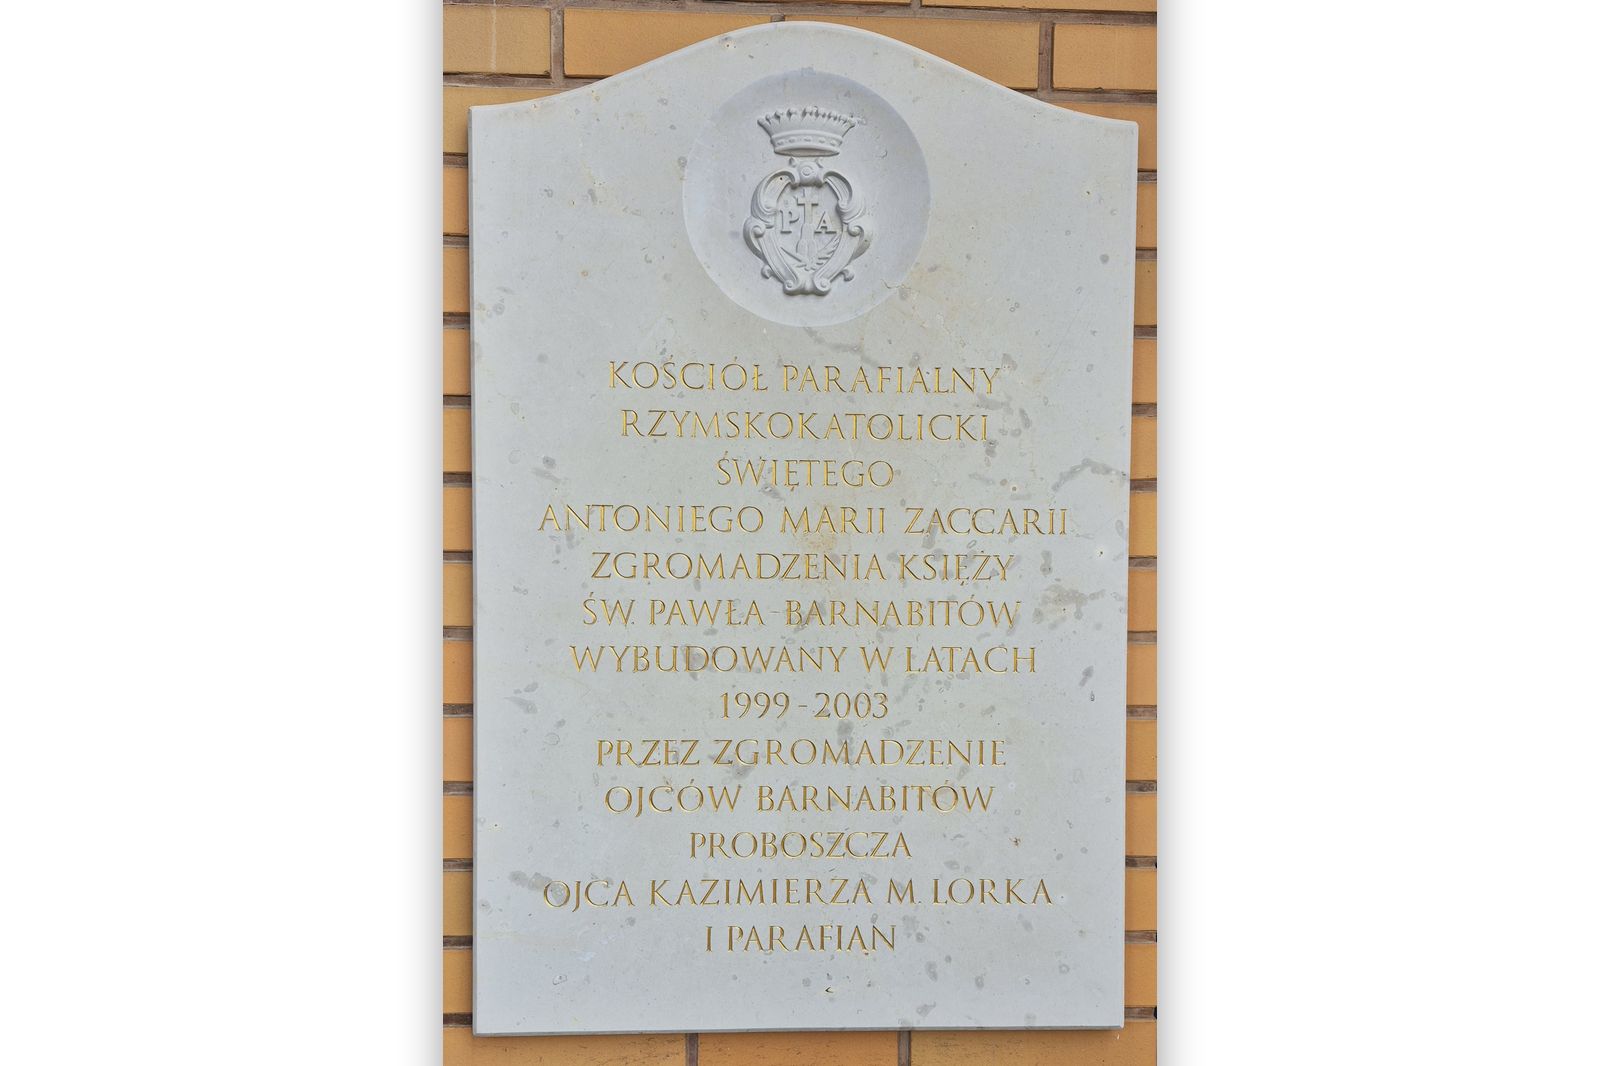 P A
KOŚCIÓŁ PARAFIALNY
RZYMSKOKATOLICKI
ŚWIĘTEGO
ANTONIEGO MARII ZACCARII
ZGROMADZENIA KSIĘŻY
ŚW. PAWŁA-BARNABITÓW
WYBUDOWANY W LATACH
1999-2003
PRZEZ ZGROMADZENIE
OJCÓW BARNABITÓW
PROBOSZCZA
OJCA KAZIMIERZA M. LORKA
I PARAFIAN